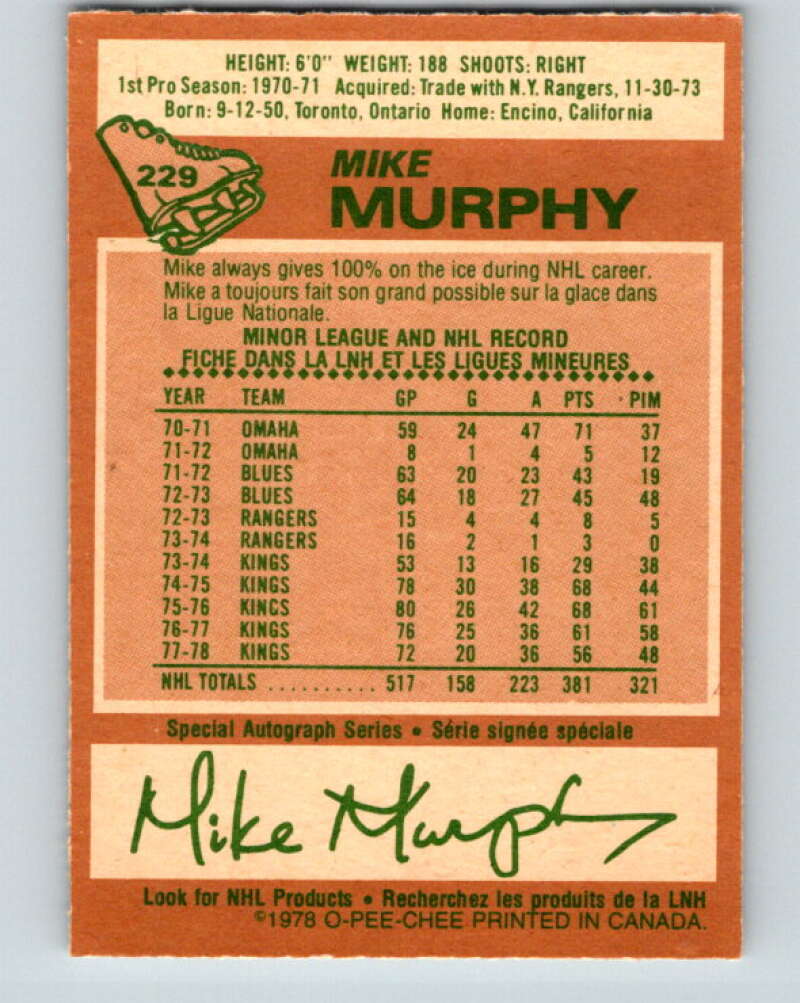 HEIGHT: 6'0" WEIGHT: 188 SHOOTS: RIGHT
1st Pro Season: 1970-71 Acquired: Trade with N.Y. Rangers, 11-30-73
Born: 9-12-50, Toronto, Ontario Home: Encino, California
229
MIKE
MURPHY
Mike always gives 100% on the ice during NHL career.
Mike a toujours fait son grand possible sur la glace dans
la Ligue Nationale.
MINOR LEAGUE AND NHL RECORD
FICHE DANS LA LNH ET LES LIGUES MINEURES
YEAR TEAM GP G A PTS PIM
70-71 OMAHA 59 24 47 71 37
71-72 OMAHA 8 1 4 5 12
71-72 BLUES 63 20 23 43 19
72-73 BLUES 64 18 27 45 48
72-73 RANGERS 15 4 4 8 5
73-74 RANGERS 16 2 1 3 0
73-74 KINGS 53 13 16 29 38
74-75 KINGS 78 30 38 68 44
75-76 KINCS 80 26 42 68 61
76-77 KINGS 76 25 36 61 58
77-78 KINGS 72 20 36 56 48
NHL TOTALS .......... 517 158 223 381 321
Special Autograph Series • Série signée spéciale
Mike Murphy
Look for NHL Products • Recherchez les produits de la LNH
©1978 O-PEE-CHEE PRINTED IN CANADA.